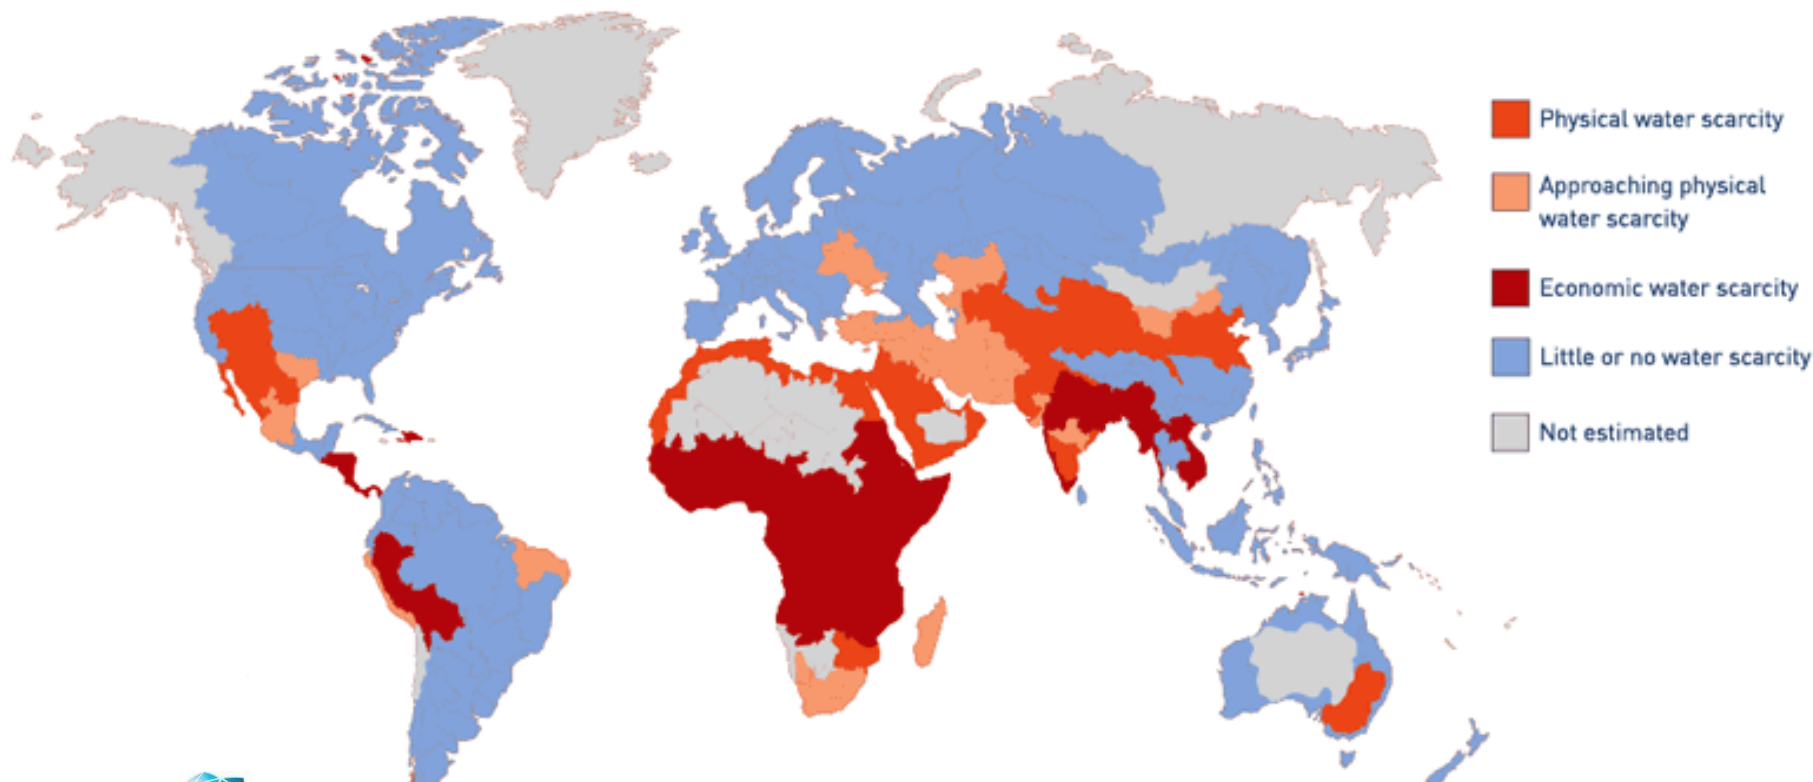 Physical water scarcity
Approaching physical
water scarcity
Economic water scarcity
Little or no water scarcity
Not estimated